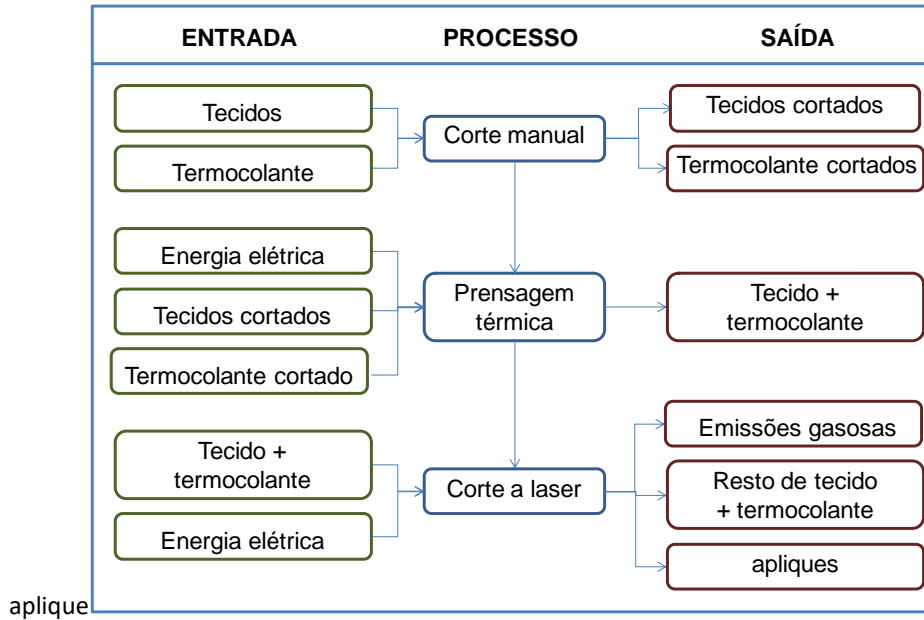 ENTRADA PROCESSO SAÍDA
Tecidos
Termocolante
Corte manual
Tecidos cortados
Termocolante cortados
Energia elétrica
Tecidos cortados
Termocolante cortado
Prensagem
térmica
Tecido +
termocolante
Tecido +
termocolante
Energia elétrica
Corte a laser
Emissões gasosas
Resto de tecido
+ termocolante
apliques
aplique